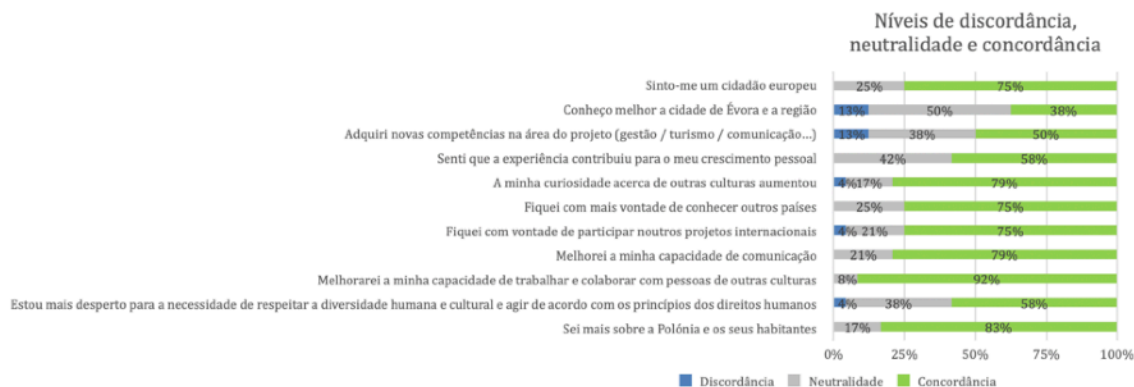 Níveis de discordância,
neutralidade e concordância
Sinto-me um cidadão europeu
25% 75%
Conheço melhor a cidade de Évora e a região
13% 50% 38%
Adquiri novas competências na área do projeto (gestão / turismo / comunicação...)
13% 38% 50%
Senti que a experiência contribuiu para o meu crescimento pessoal
42% 58%
A minha curiosidade acerca de outras culturas aumentou
4% 17% 79%
Fiquei com mais vontade de conhecer outros países
25% 75%
Fiquei com vontade de participar noutros projetos internacionais
4% 21% 75%
Melhorei a minha capacidade de comunicação
21% 79%
Melhorarei a minha capacidade de trabalhar e colaborar com pessoas de outras culturas
8% 92%
Estou mais desperto para a necessidade de respeitar a diversidade humana e cultural e agir de acordo com os princípios dos direitos humanos
4% 38% 58%
Sei mais sobre a Polónia e os seus habitantes
17% 83%
0% 25% 50% 75% 100%
Discordância Neutralidade Concordância